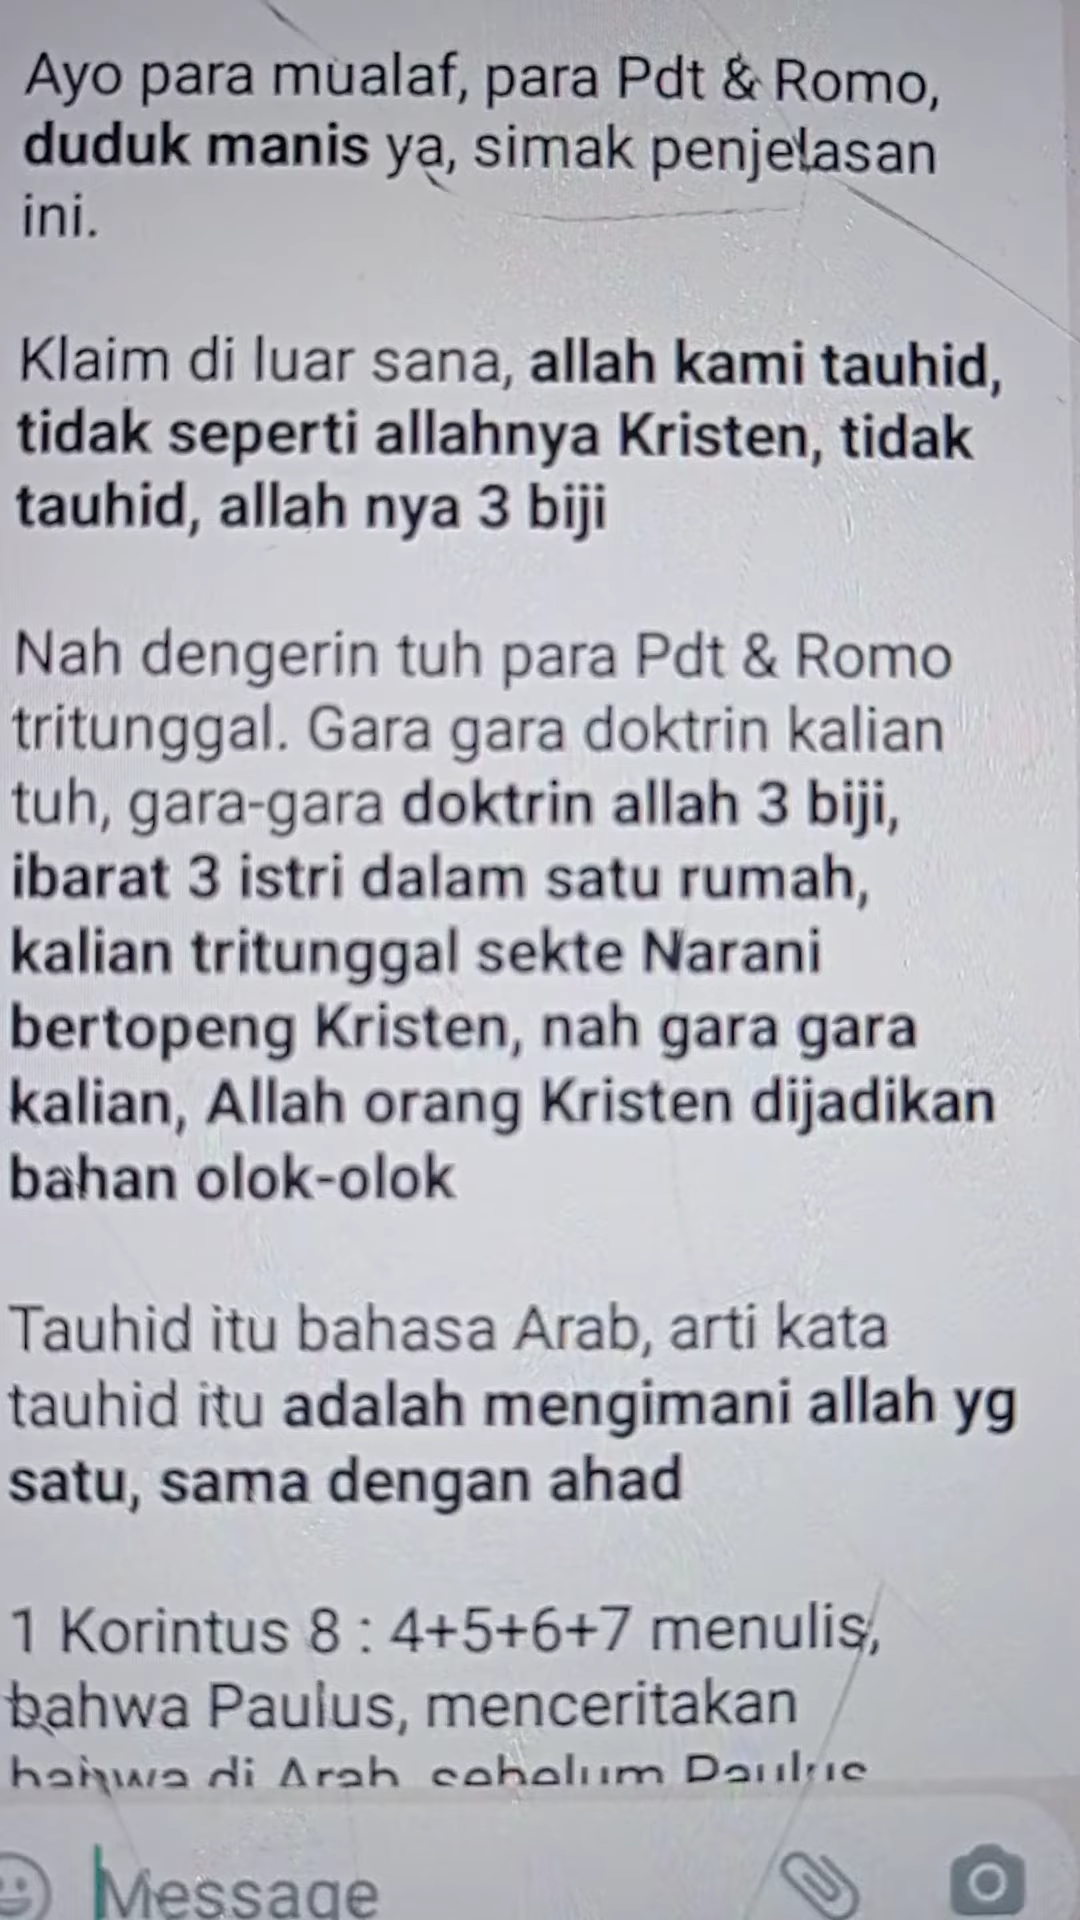 Ayo para mualaf, para Pdt & Romo,
duduk manis ya, simak penjelasan
ini.
Klaim di luar sana, allah kami tauhid,
tidak seperti allahnya Kristen, tidak
tauhid, allah nya 3 biji
Nah dengerin tuh para Pdt & Romo
tritunggal. Gara gara doktrin kalian
tuh, gara-gara doktrin allah 3 biji,
ibarat 3 istri dalam satu rumah,
kalian tritunggal sekte Narani
bertopeng Kristen, nah gara gara
kalian, Allah orang Kristen dijadikan
bahan olok-olok
Tauhid itu bahasa Arab, arti kata
tauhid itu adalah mengimani allah yg
satu, sama dengan ahad
1 Korintus 8 : 4+5+6+7 menulis,
bahwa Paulus, menceritakan
bahwa di Arab sebelum Paulus
Message